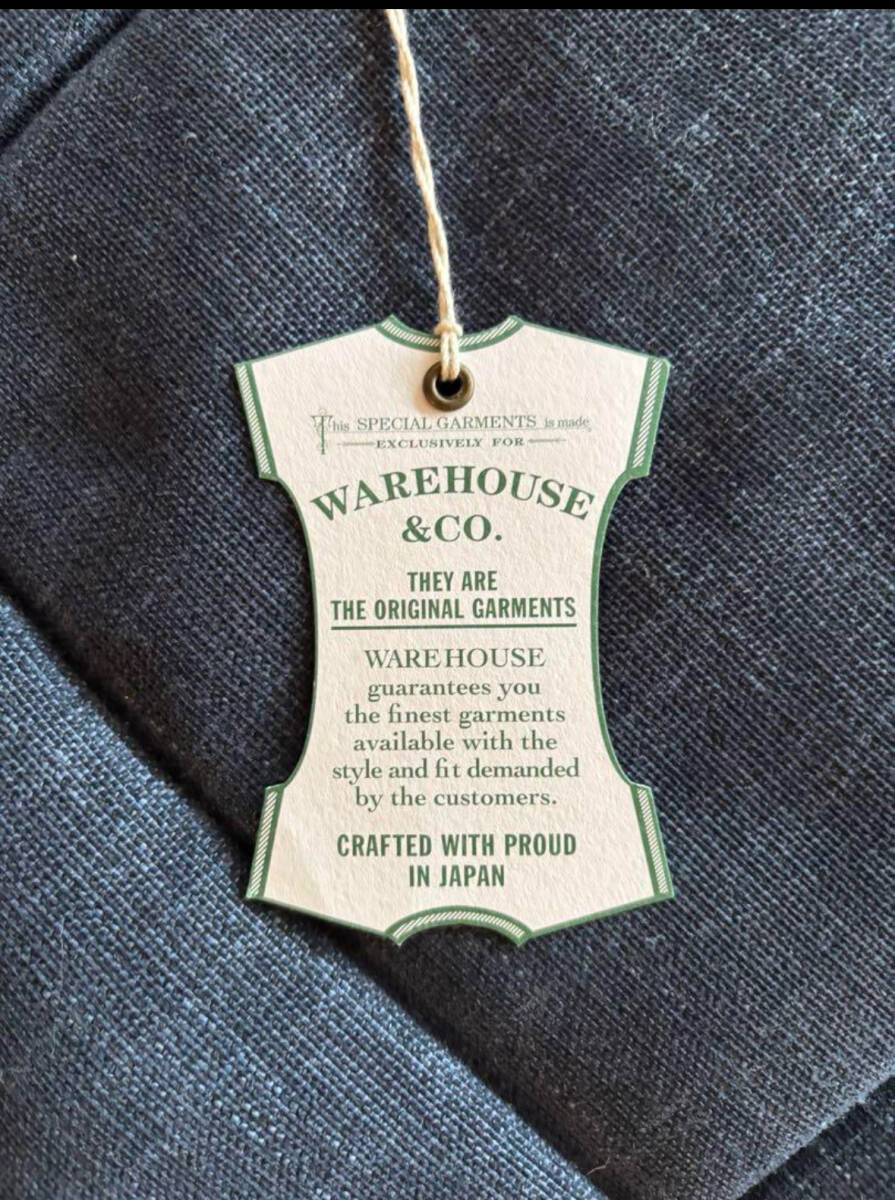 This SPECIAL GARMENTS is made
EXCLUSIVELY FOR
WAREHOUSE
&CO.
THEY ARE
THE ORIGINAL GARMENTS
WAREHOUSE
guarantees you
the finest garments
available with the
style and fit demanded
by the customers.
CRAFTED WITH PROUD
IN JAPAN